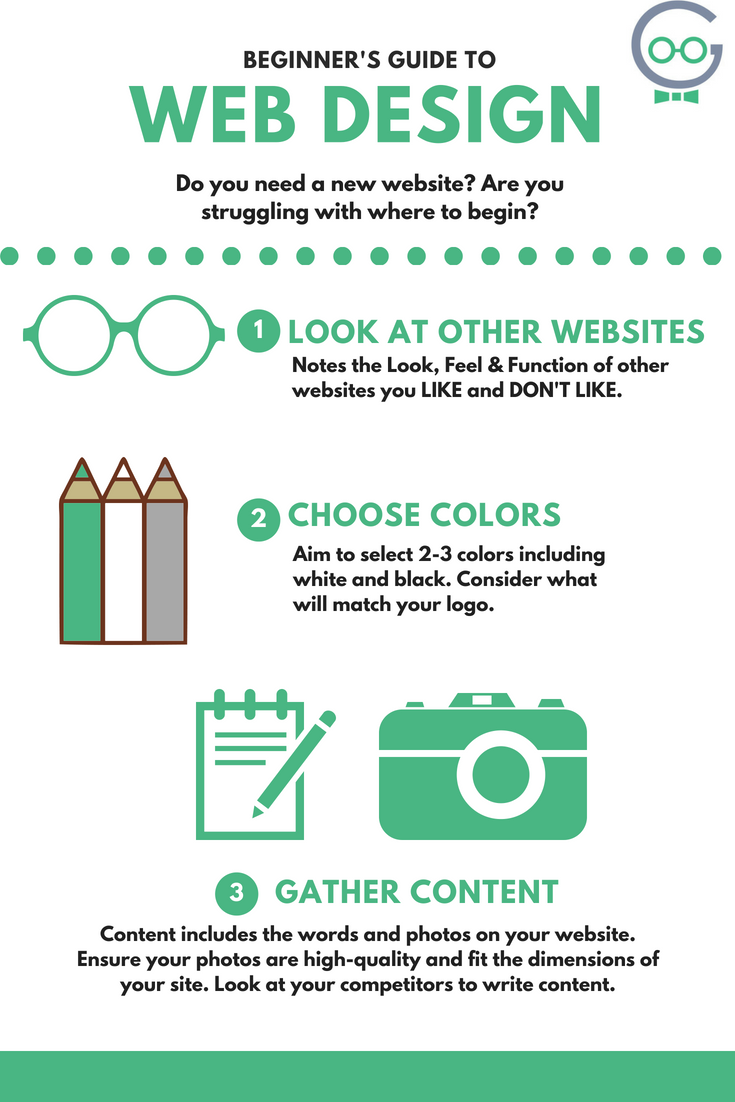 BEGINNER'S GUIDE TO
WEB DESIGN
Do you need a new website? Are you
struggling with where to begin?
1 LOOK AT OTHER WEBSITES
Notes the Look, Feel & Function of other
websites you LIKE and DON'T LIKE.
2 CHOOSE COLORS
Aim to select 2-3 colors including
white and black. Consider what
will match your logo.
3 GATHER CONTENT
Content includes the words and photos on your website.
Ensure your photos are high-quality and fit the dimensions of
your site. Look at your competitors to write content.